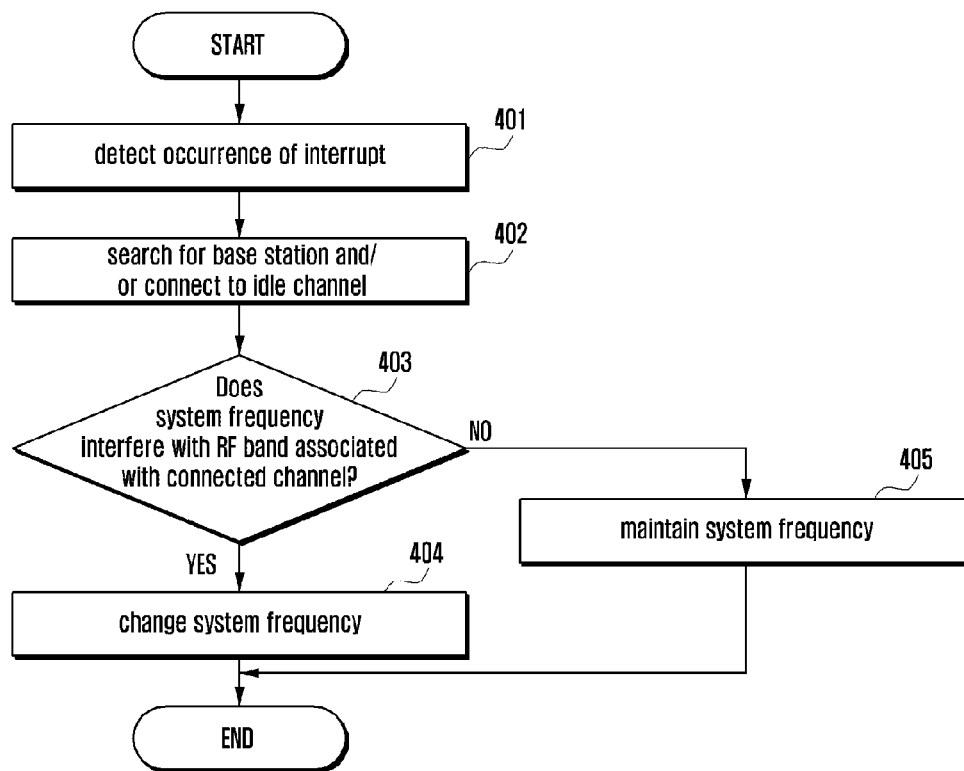 START
401
detect occurrence of interrupt
402
search for base station and/
or connect to idle channel
403
Does
system frequency
interfere with RF band associated
with connected channel?
NO
405
maintain system frequency
YES
404
change system frequency
END